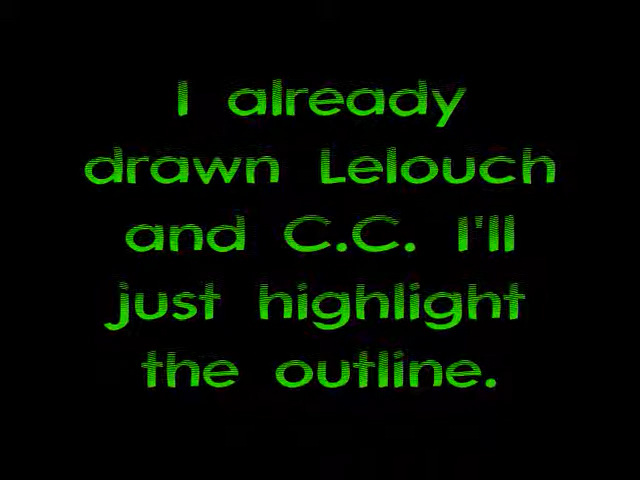 I already
drawn Lelouch
and C.C. I'll
just highlight
the outline.